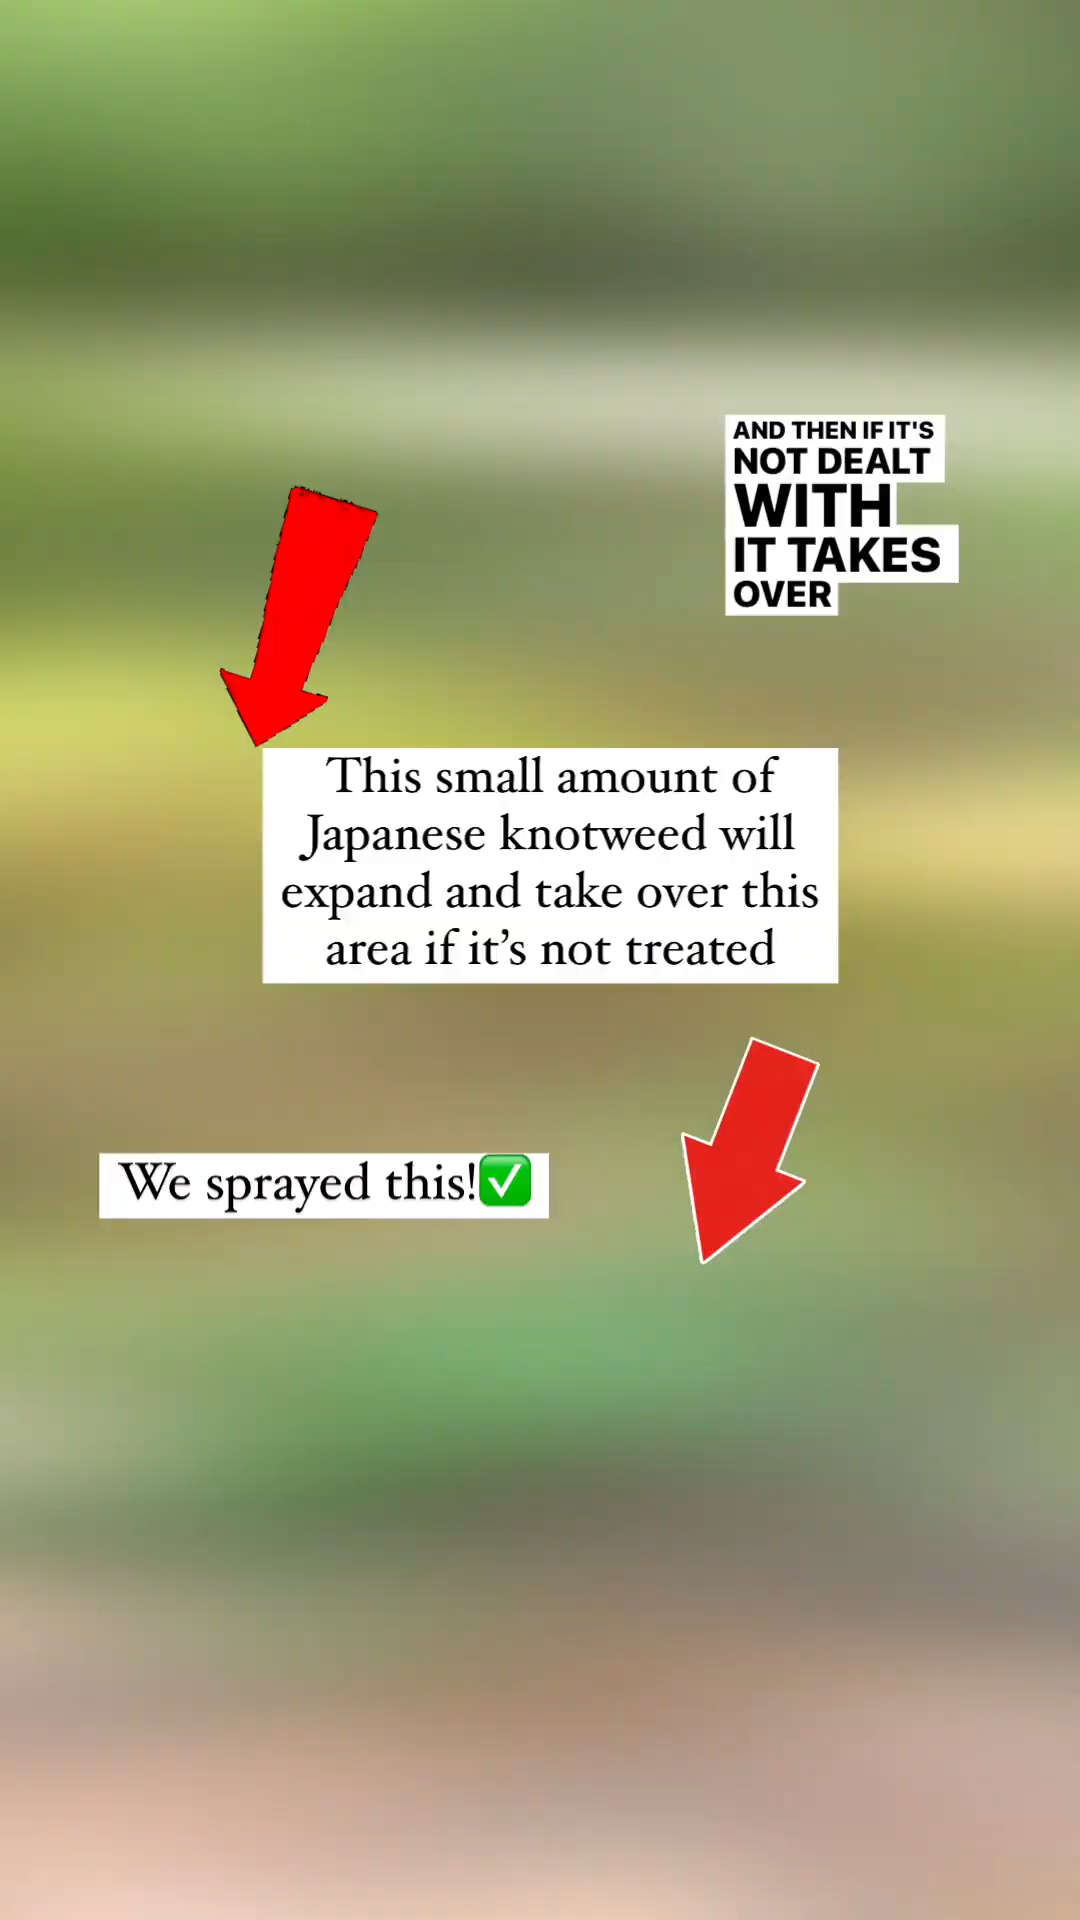 AND THEN IF IT'S
NOT DEALT
WITH
IT TAKES
OVER
This small amount of
Japanese knotweed will
expand and take over this
area if it’s not treated
We sprayed this!✅